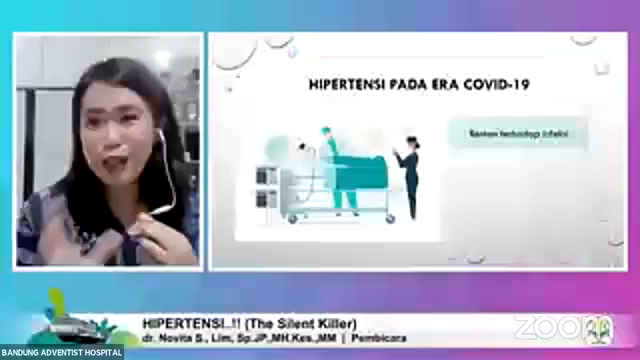 HIPERTENSI PADA ERA COVID-19
Rentan terhadap infeksi
HIPERTENSI..!! (The Silent Killer)
dr. Novita S., Lim, Sp.JP,MH.Kes.,MM | Pembicara
BANDUNG ADVENTIST HOSPITAL
zoom